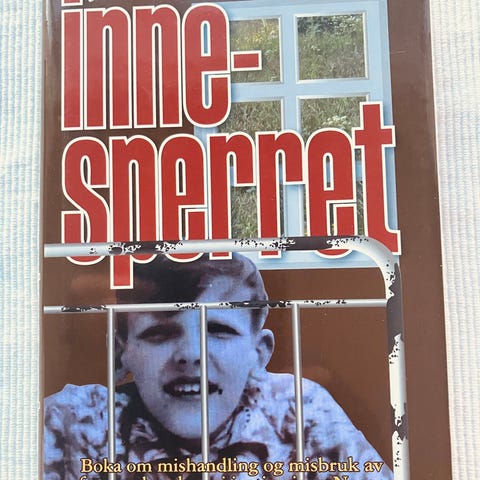 inne-
sperret
Boka om mishandling og misbruk av